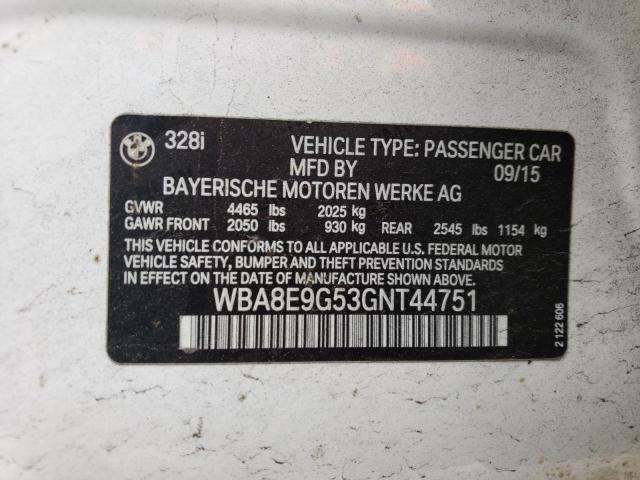 BMW
328i VEHICLE TYPE: PASSENGER CAR
MFD BY 09/15
BAYERISCHE MOTOREN WERKE AG
GVWR 4465 lbs 2025 kg
GAWR FRONT 2050 lbs 930 kg REAR 2545 lbs 1154 kg
THIS VEHICLE CONFORMS TO ALL APPLICABLE U.S. FEDERAL MOTOR
VEHICLE SAFETY, BUMPER AND THEFT PREVENTION STANDARDS
IN EFFECT ON THE DATE OF MANUFACTURE SHOWN ABOVE.
WBA8E9G53GNT44751
2 122 606